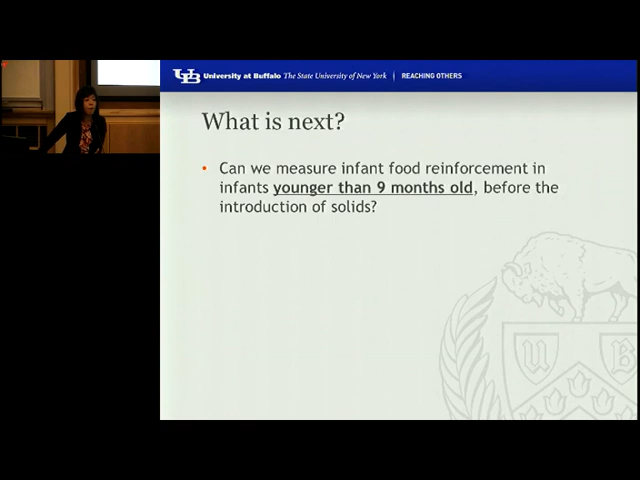 UB University at Buffalo The State University of New York | REACHING OTHERS
What is next?
• Can we measure infant food reinforcement in
infants younger than 9 months old, before the
introduction of solids?
U B